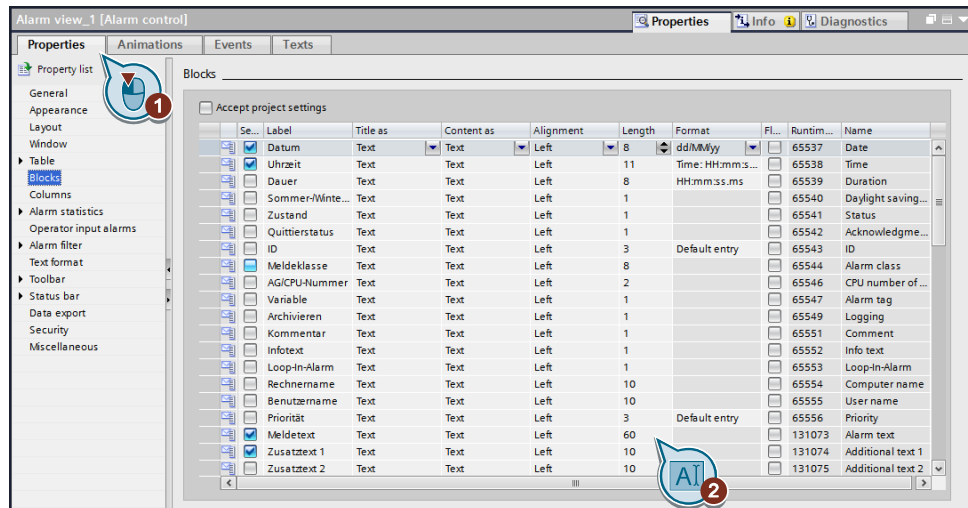 Alarm view_1 [Alarm control]
Properties Info Diagnostics
Properties Animations Events Texts
Property list
General
Appearance
Layout
Window
Table
Blocks
Columns
Alarm statistics
Operator input alarms
Alarm filter
Text format
Toolbar
Status bar
Data export
Security
Miscellaneous
1
Blocks
Accept project settings
Se... Label Title as Content as Alignment Length Format Fl... Runtim... Name
Datum Text Text Left 8 dd/MM/yy 65537 Date
Uhrzeit Text Text Left 11 Time: HH:mm:s... 65538 Time
Dauer Text Text Left 8 HH:mm:ss.ms 65539 Duration
Sommer-/Winte... Text Text Left 1 65540 Daylight saving...
Zustand Text Text Left 1 65541 Status
Quittierstatus Text Text Left 1 65542 Acknowledgme...
ID Text Text Left 3 Default entry 65543 ID
Meldeklasse Text Text Left 8 65544 Alarm class
AG/CPU-Nummer Text Text Left 2 65546 CPU number of ...
Variable Text Text Left 1 65547 Alarm tag
Archivieren Text Text Left 1 65549 Logging
Kommentar Text Text Left 1 65551 Comment
Infotext Text Text Left 1 65552 Info text
Loop-In-Alarm Text Text Left 1 65553 Loop-In-Alarm
Rechnername Text Text Left 10 65554 Computer name
Benutzername Text Text Left 10 65555 User name
Priorität Text Text Left 3 Default entry 65556 Priority
Meldetext Text Text Left 60 131073 Alarm text
Zusatztext 1 Text Text Left 10 131074 Additional text 1
Zusatztext 2 Text Text Left 10 131075 Additional text 2
AI
2